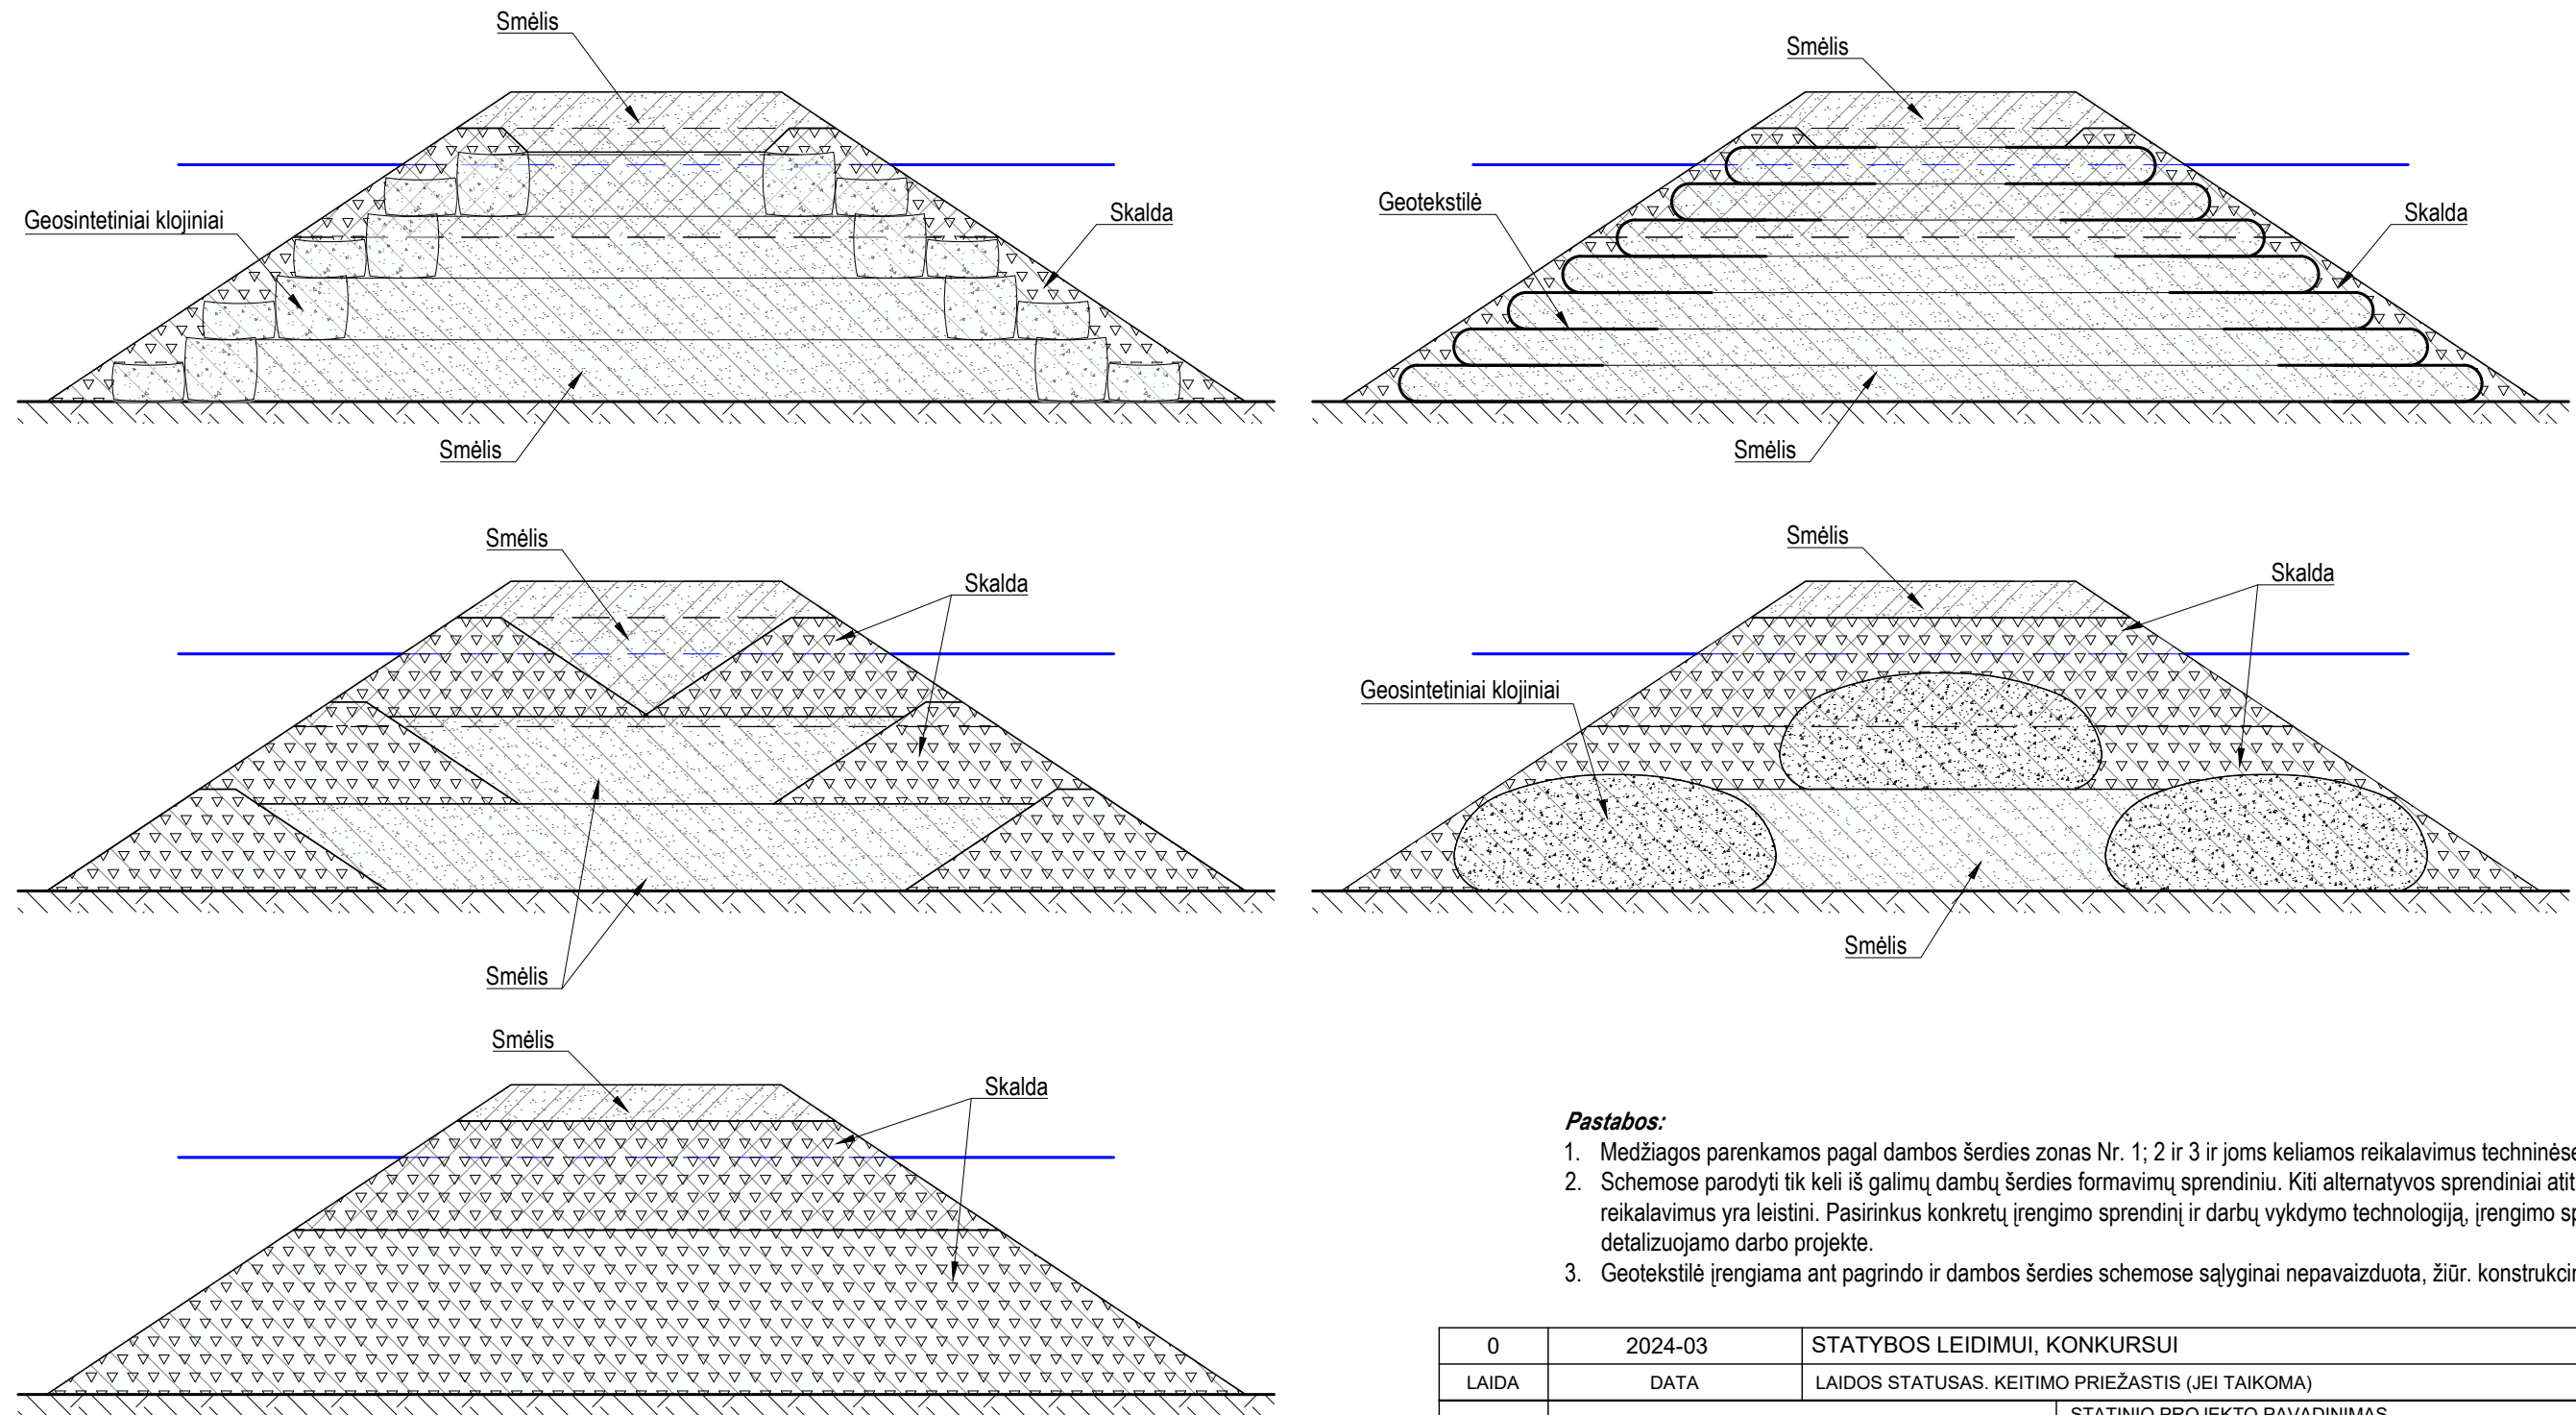 Smėlis
Geosintetiniai klojiniai
Skalda
Smėlis
Smėlis
Geotekstilė
Skalda
Smėlis
Smėlis
Skalda
Smėlis
Smėlis
Skalda
Geosintetiniai klojiniai
Smėlis
Smėlis
Skalda
Pastabos:
1. Medžiagos parenkamos pagal dambos šerdies zonas Nr. 1; 2 ir 3 ir joms keliamos reikalavimus techninėse
2. Schemose parodyti tik keli iš galimų dambų šerdies formavimų sprendiniu. Kiti alternatyvos sprendiniai atit
reikalavimus yra leistini. Pasirinkus konkretų įrengimo sprendinį ir darbų vykdymo technologiją, įrengimo sp
detalizuojamo darbo projekte.
3. Geotekstilė įrengiama ant pagrindo ir dambos šerdies schemose sąlyginai nepavaizduota, žiūr. konstrukci
0 2024-03 STATYBOS LEIDIMUI, KONKURSUI
LAIDA DATA LAIDOS STATUSAS. KEITIMO PRIEŽASTIS (JEI TAIKOMA)
STATINIO PROJEKTO PAVADINIMAS